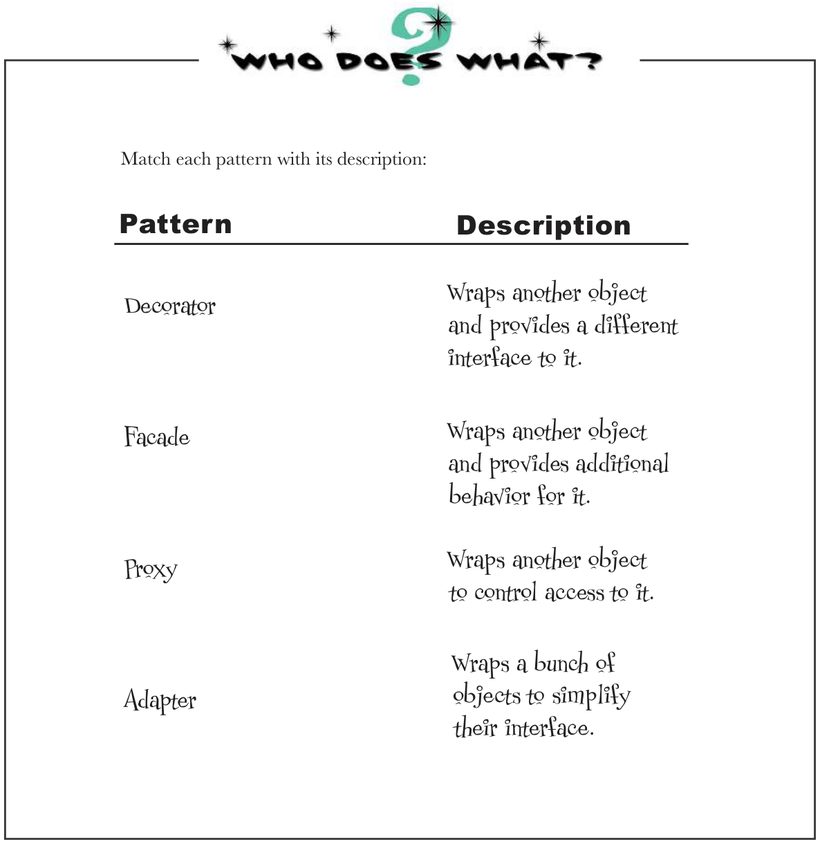 WHO DOES WHAT?
Match each pattern with its description:
Pattern
Description
Decorator
Wraps another object
and provides a different
interface to it.
Facade
Wraps another object
and provides additional
behavior for it.
Proxy
Wraps another object
to control access to it.
Adapter
Wraps a bunch of
objects to simplify
their interface.